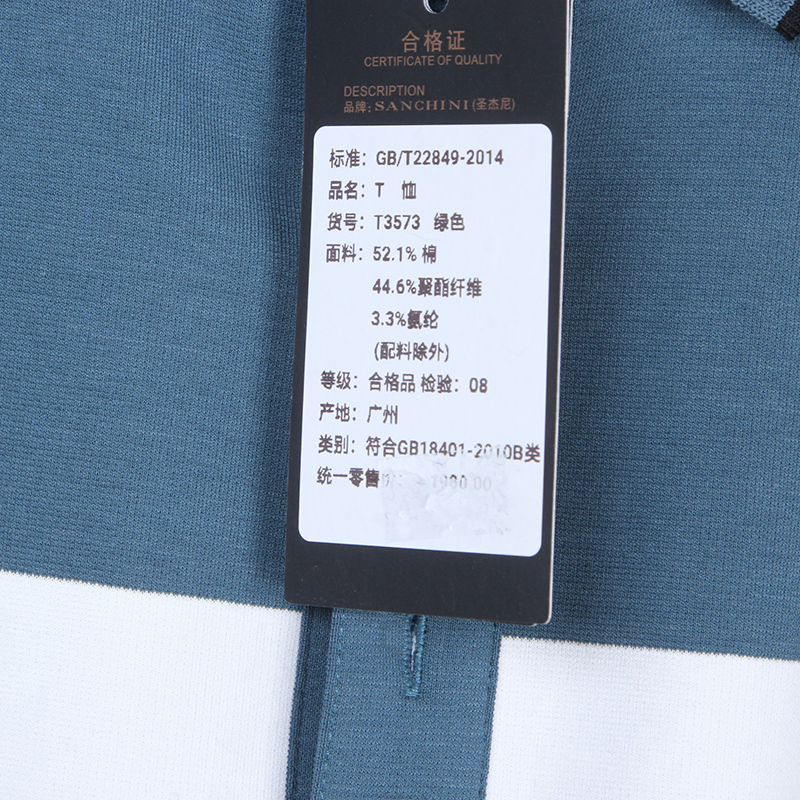 合格证
CERTIFICATE OF QUALITY
DESCRIPTION
品牌: SANCHINI(圣杰尼)
标准: GB/T22849-2014
品名: T 恤
货号: T3573 绿色
面料: 52.1% 棉
44.6%聚酯纤维
3.3%氨纶
(配料除外)
等级: 合格品 检验: 08
产地: 广州
类别: 符合GB18401-2010B类
统一零售